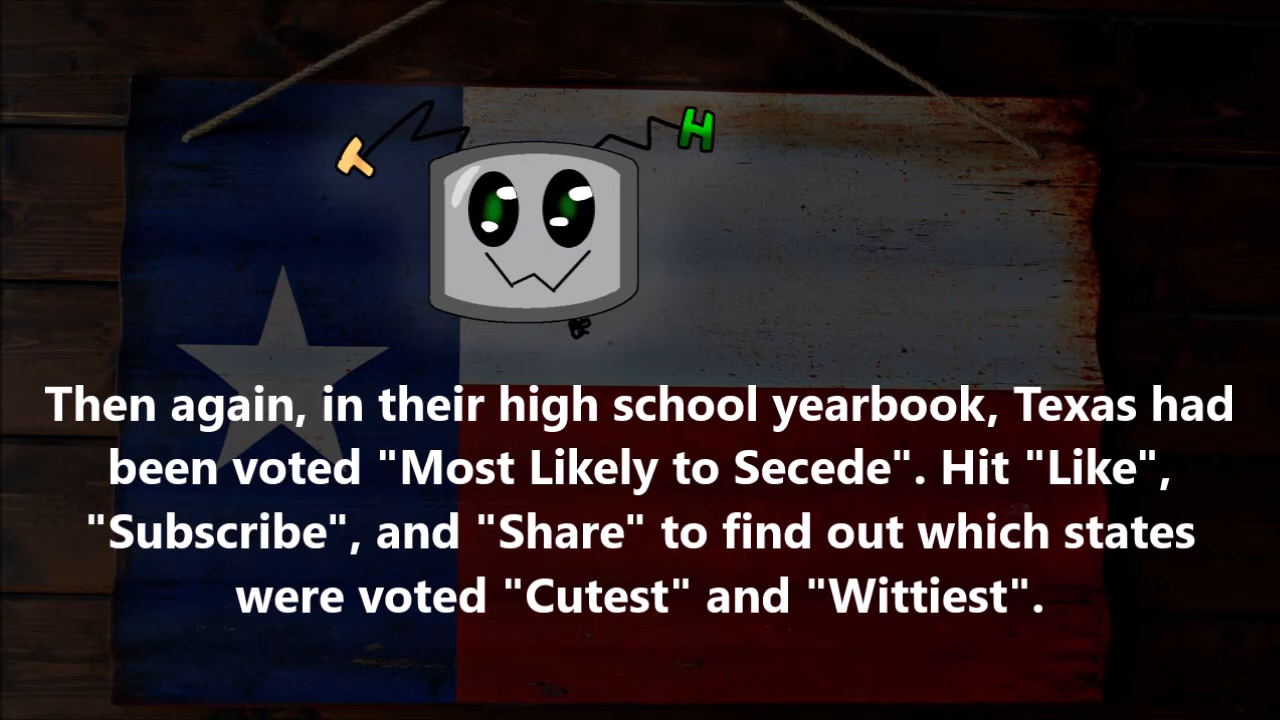 T H
Then again, in their high school yearbook, Texas had
been voted "Most Likely to Secede". Hit "Like",
"Subscribe", and "Share" to find out which states
were voted "Cutest" and "Wittiest".